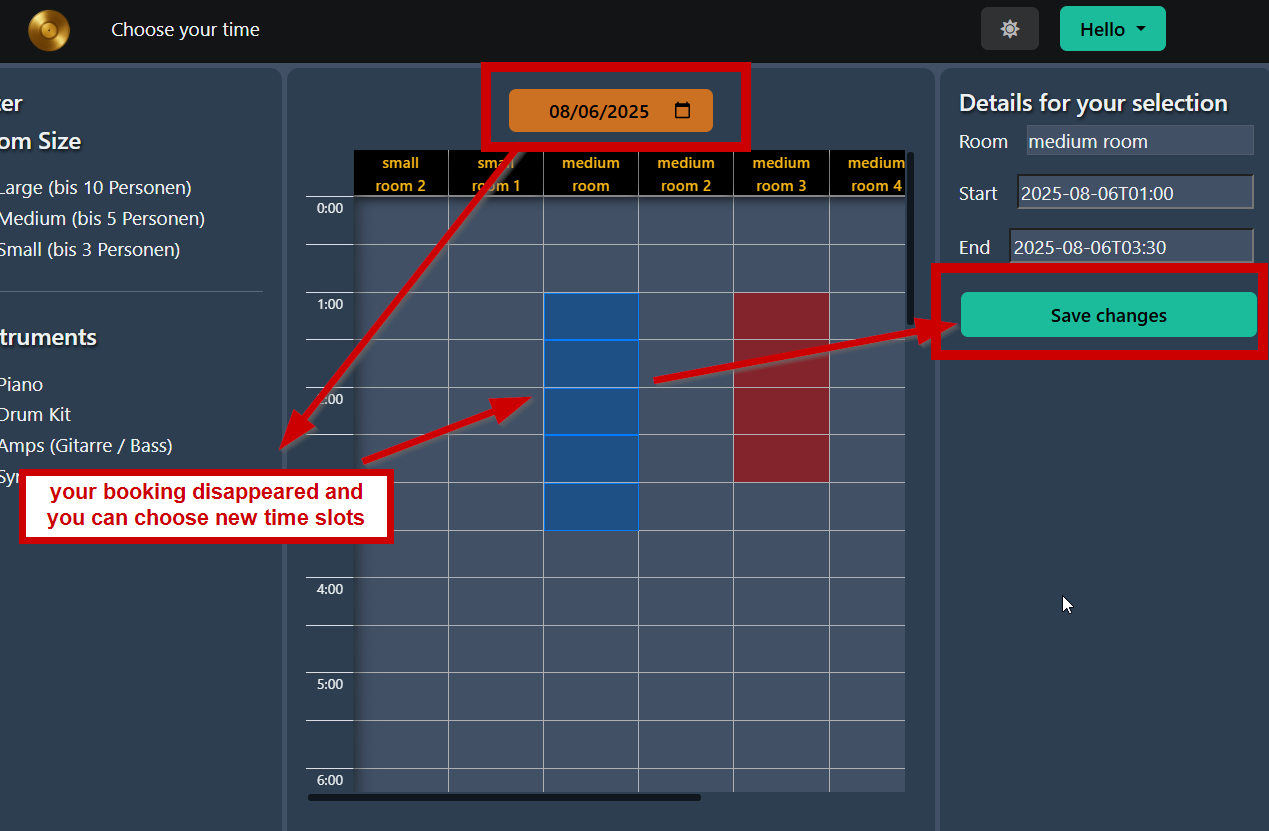 Choose your time
Hello
ter
om Size
Large (bis 10 Personen)
Medium (bis 5 Personen)
Small (bis 3 Personen)
truments
Piano
Drum Kit
Amps (Gitarre / Bass)
Syn
your booking disappeared and
you can choose new time slots
08/06/2025
small
room 2
small
room 1
medium
room
medium
room 2
medium
room 3
medium
room 4
0:00
1:00
2:00
4:00
5:00
6:00
Details for your selection
Room medium room
Start 2025-08-06T01:00
End 2025-08-06T03:30
Save changes